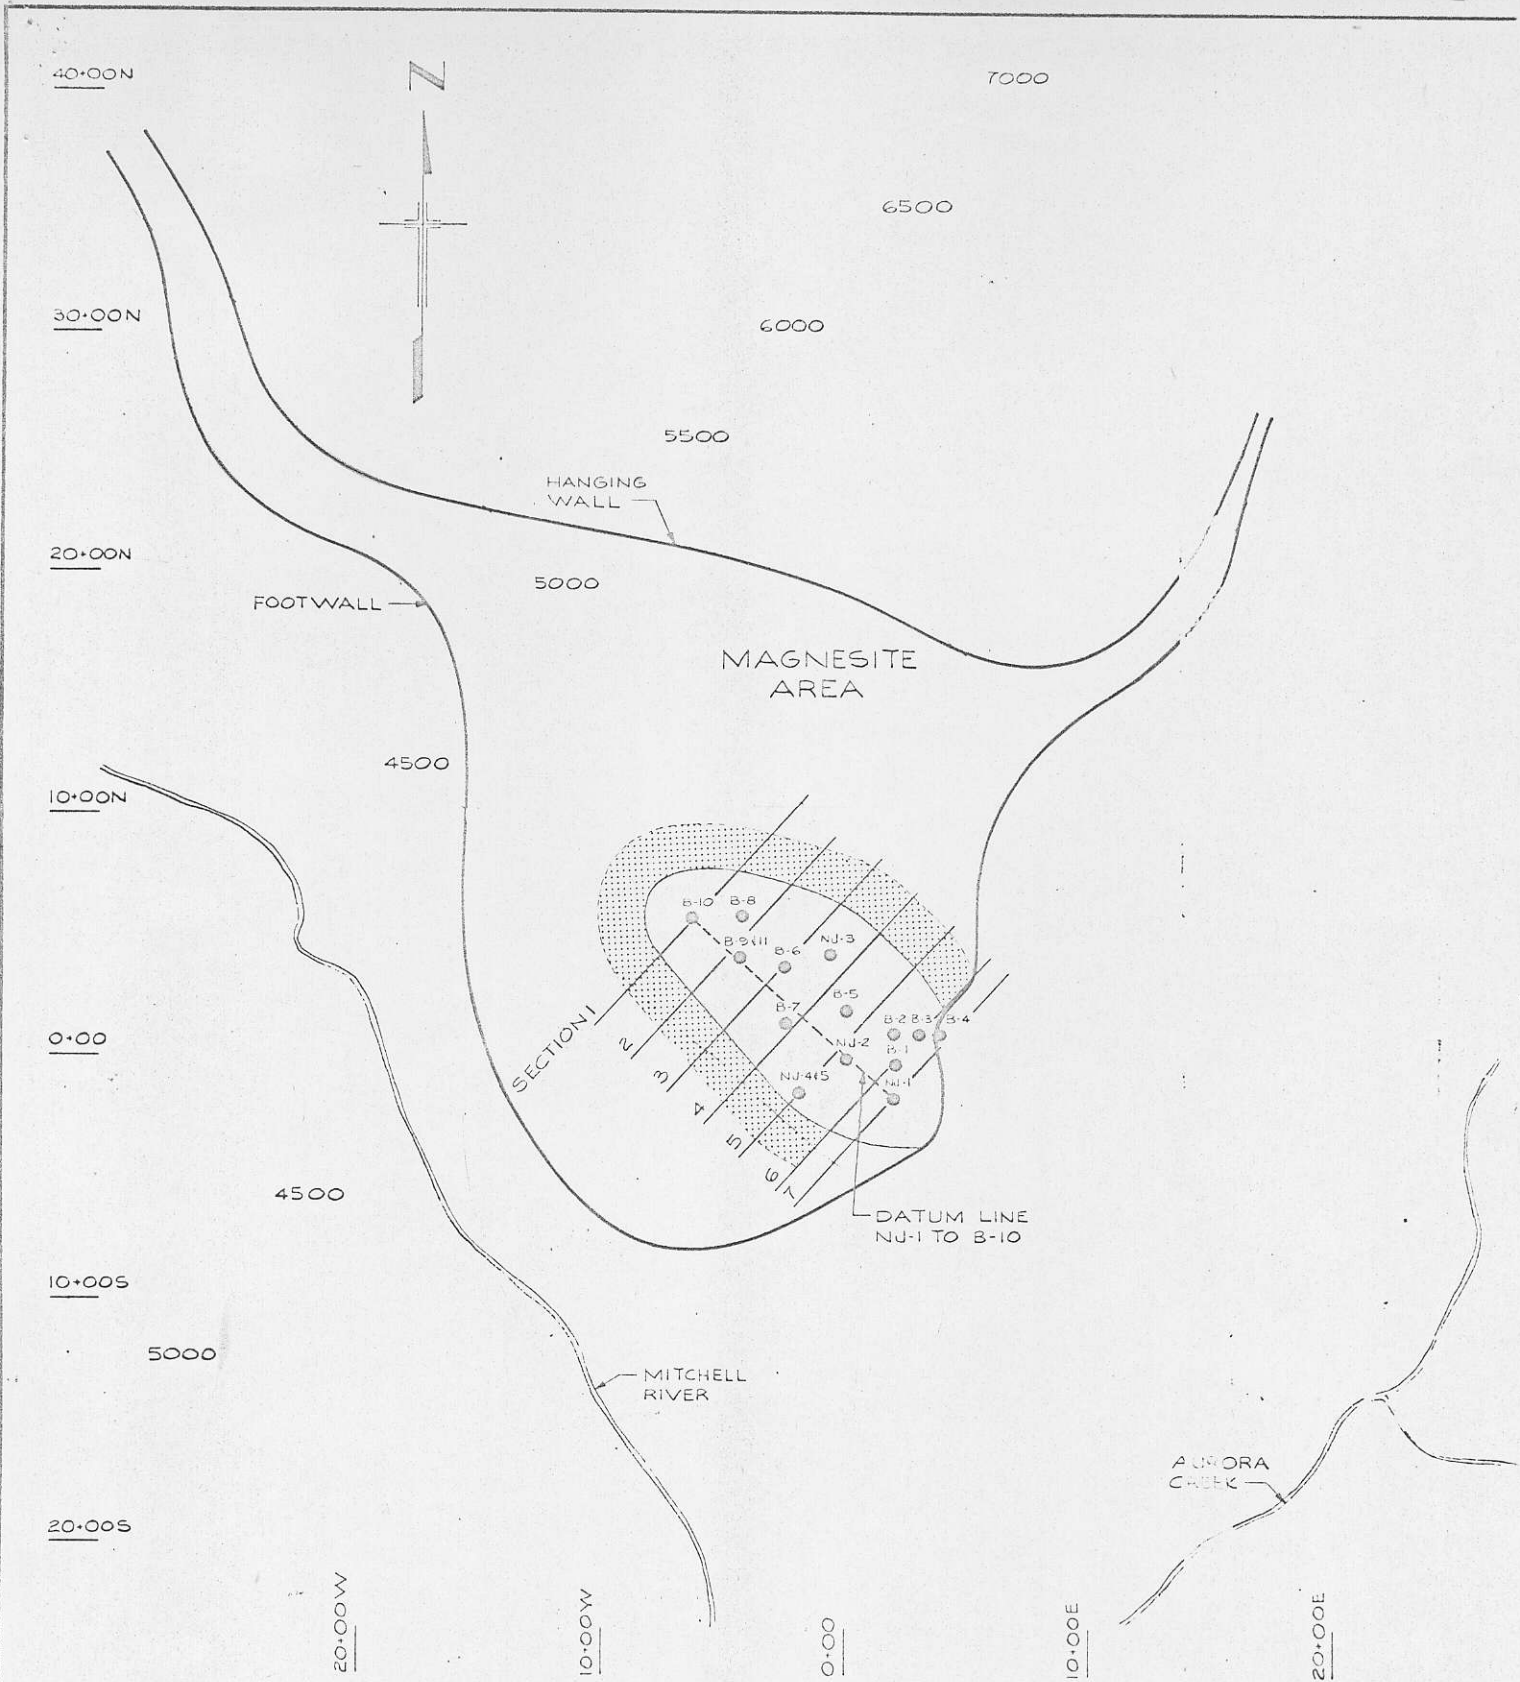 40+00N
N
7000
6500
30+00N
6000
5500
HANGING
WALL
20+00N
5000
FOOTWALL
MAGNESITE
AREA
4500
10+00N
B-10
B-8
B-9&11
B-6
NJ-3
B-5
B-7
B-2
B-3
B-4
NJ-2
B-1
NJ-4&5
NJ-1
0+00
SECTION 1
2
3
4
5
6
7
4500
DATUM LINE
NJ-1 TO B-10
10+00S
5000
MITCHELL
RIVER
AURORA
CREEK
20+00S
20+00W
10+00W
0+00
10+00E
20+00E